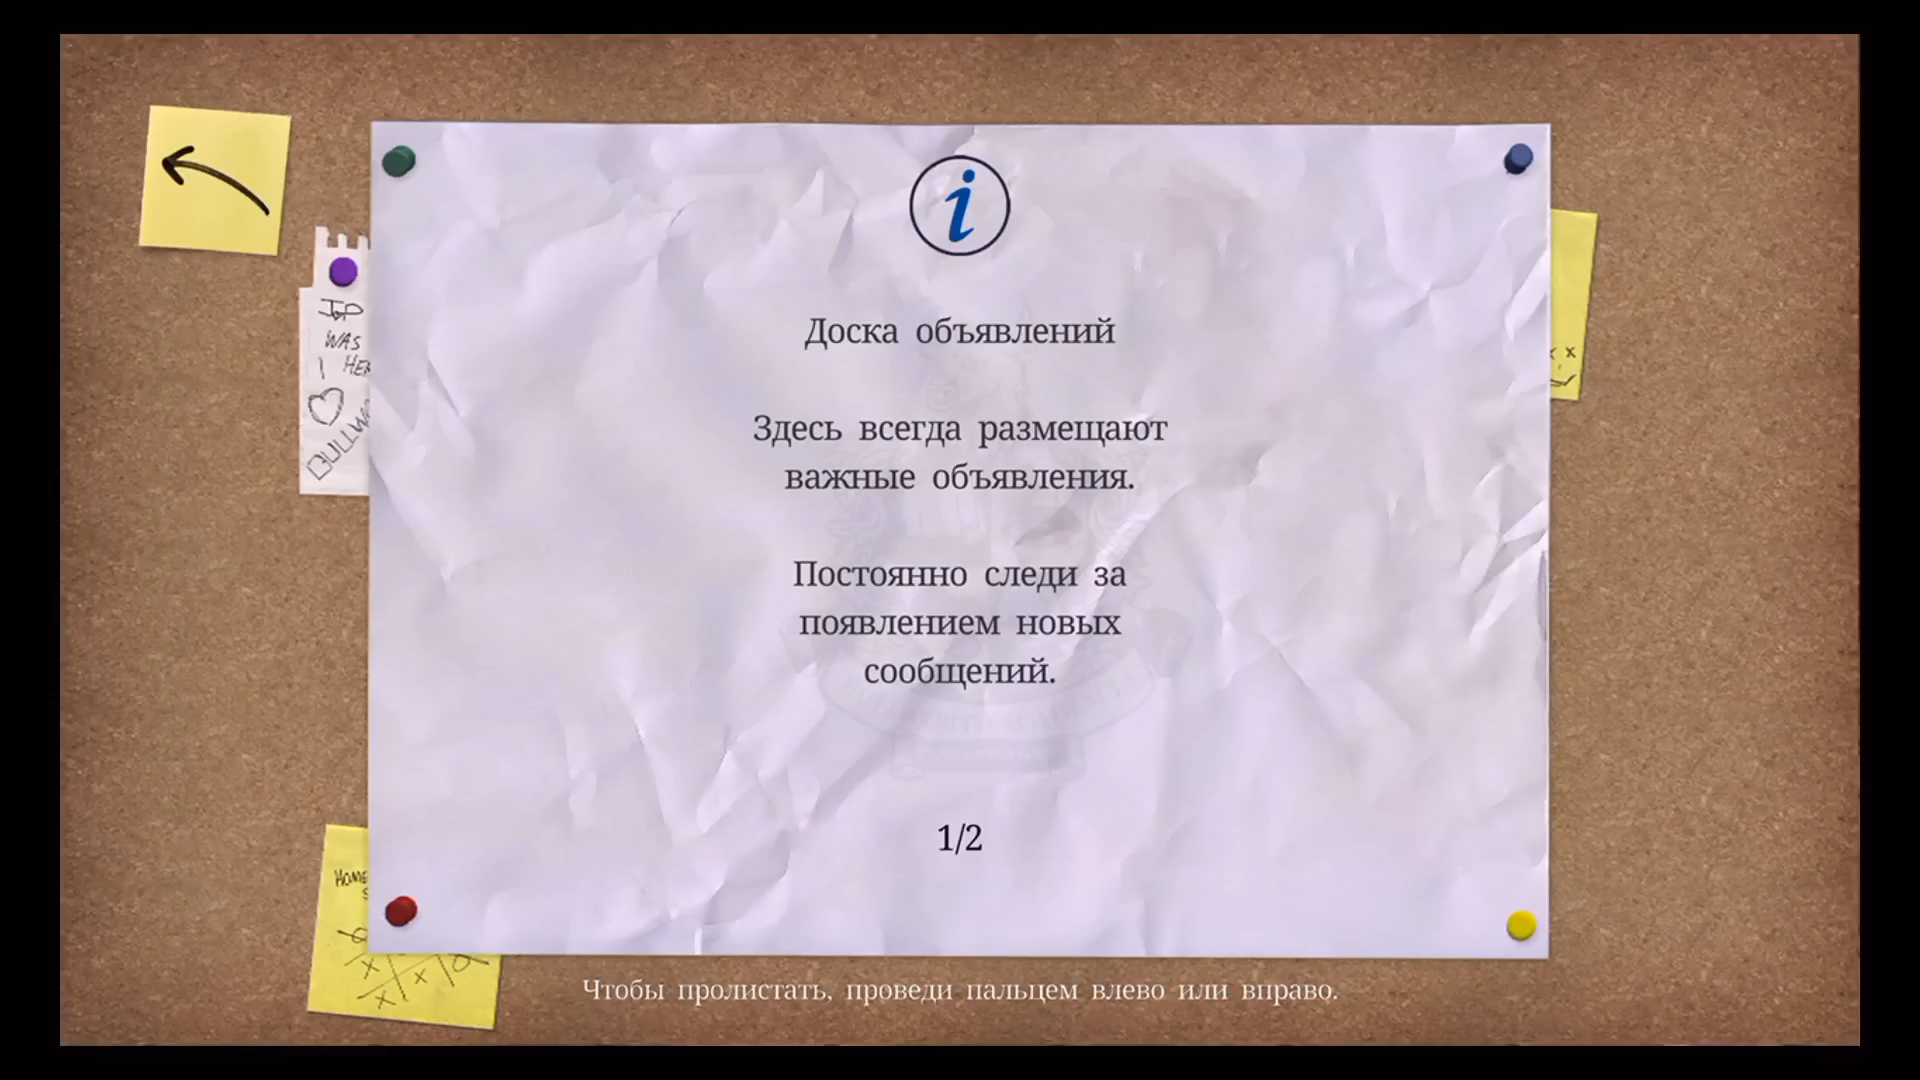 i
Доска объявлений
Здесь всегда размещают
важные объявления.
Постоянно следи за
появлением новых
сообщений.
1/2
Чтобы пролистать, проведи пальцем влево или вправо.
WAS
I